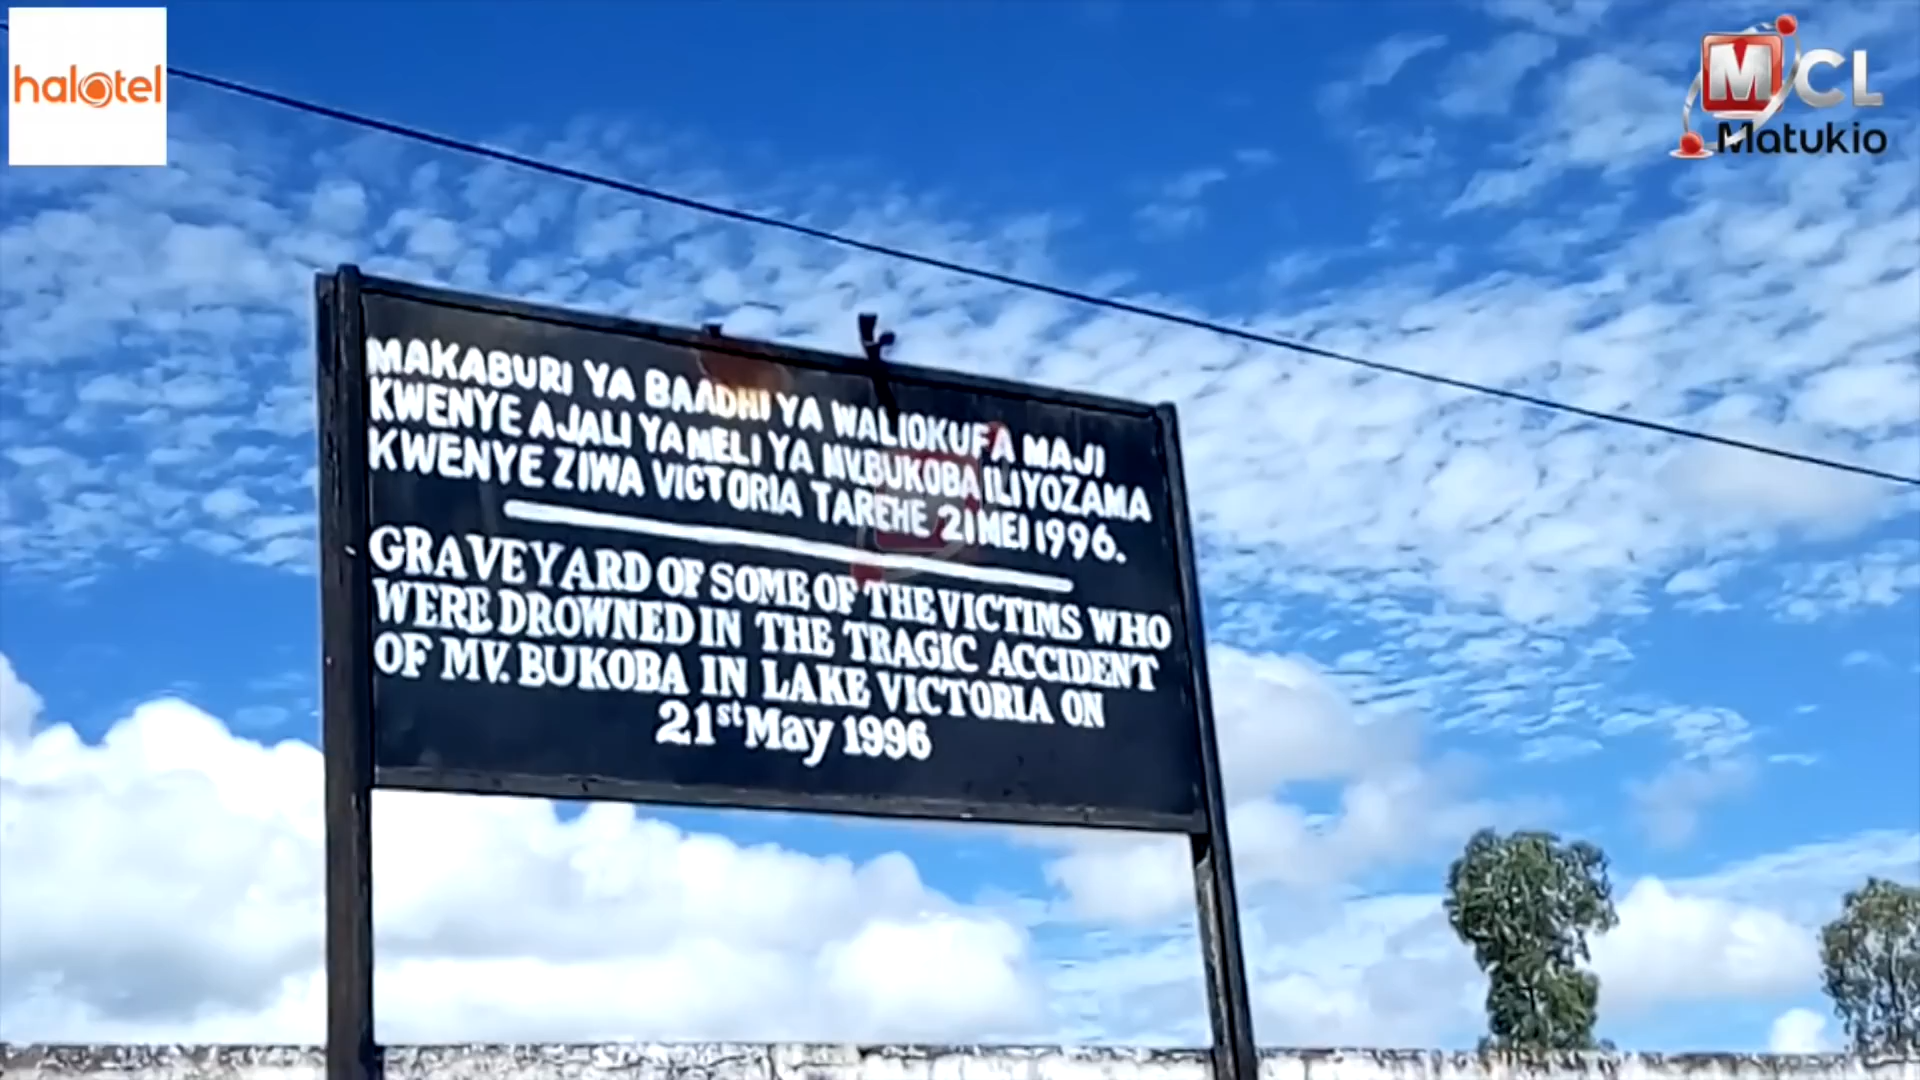 halotel
MCL
Matukio
MAKABURI YA BAADHI YA WALIOKUFA MAJI
KWENYE AJALI YA MELI YA MV.BUKOBA ILIYOZAMA
KWENYE ZIWA VICTORIA TAREHE 21 MEI 1996.
GRAVEYARD OF SOME OF THE VICTIMS WHO
WERE DROWNED IN THE TRAGIC ACCIDENT
OF MV. BUKOBA IN LAKE VICTORIA ON
21st May 1996